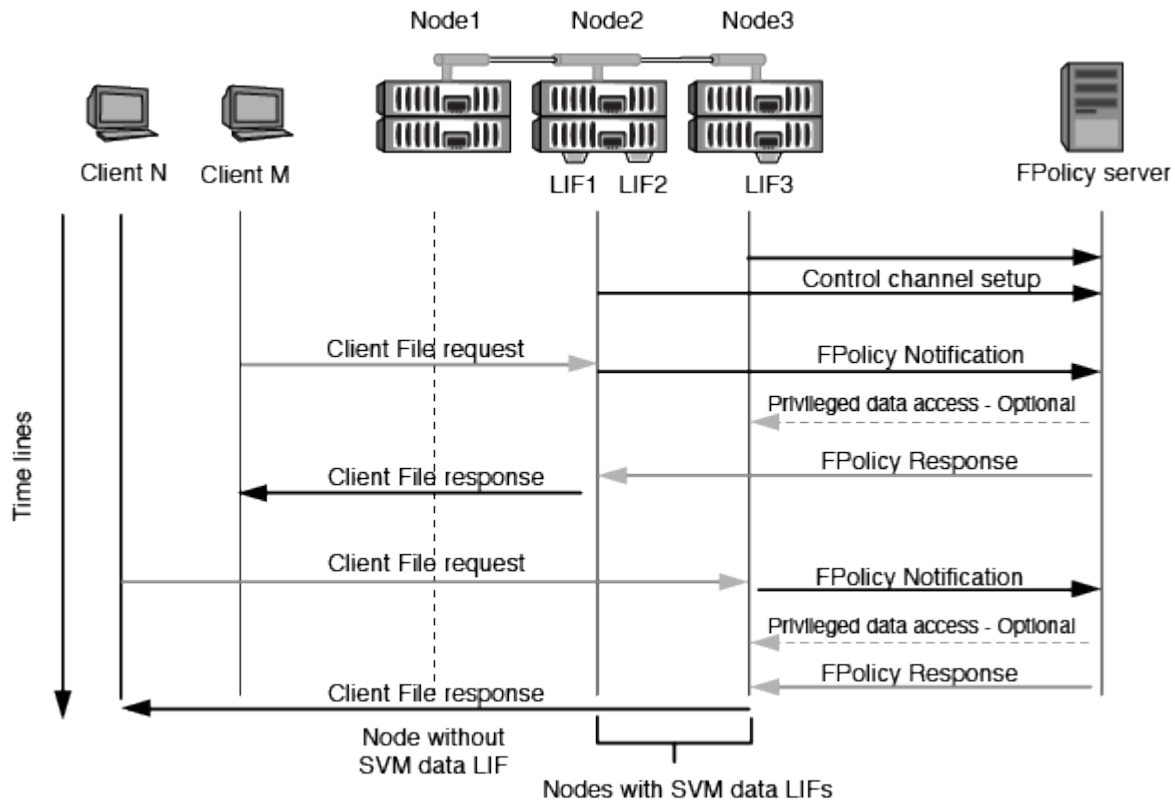 Node1
Node2
Node3
Client N
Client M
LIF1
LIF2
LIF3
FPolicy server
Control channel setup
Client File request
FPolicy Notification
Privileged data access - Optional
FPolicy Response
Client File response
Client File request
FPolicy Notification
Privileged data access - Optional
FPolicy Response
Client File response
Time lines
Node without
SVM data LIF
Nodes with SVM data LIFs